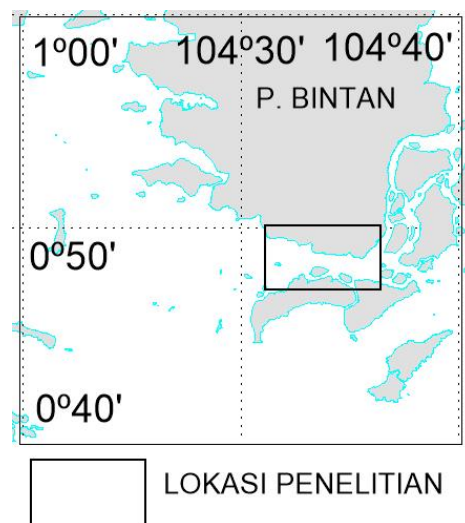 1º00' 104º30' 104º40'
P. BINTAN
0º50'
0º40'
LOKASI PENELITIAN